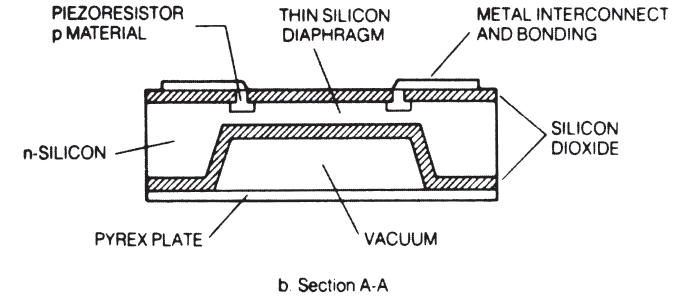 PIEZORESISTOR
p MATERIAL
THIN SILICON
DIAPHRAGM
METAL INTERCONNECT
AND BONDING
n-SILICON
SILICON
DIOXIDE
PYREX PLATE
VACUUM
b. Section A-A